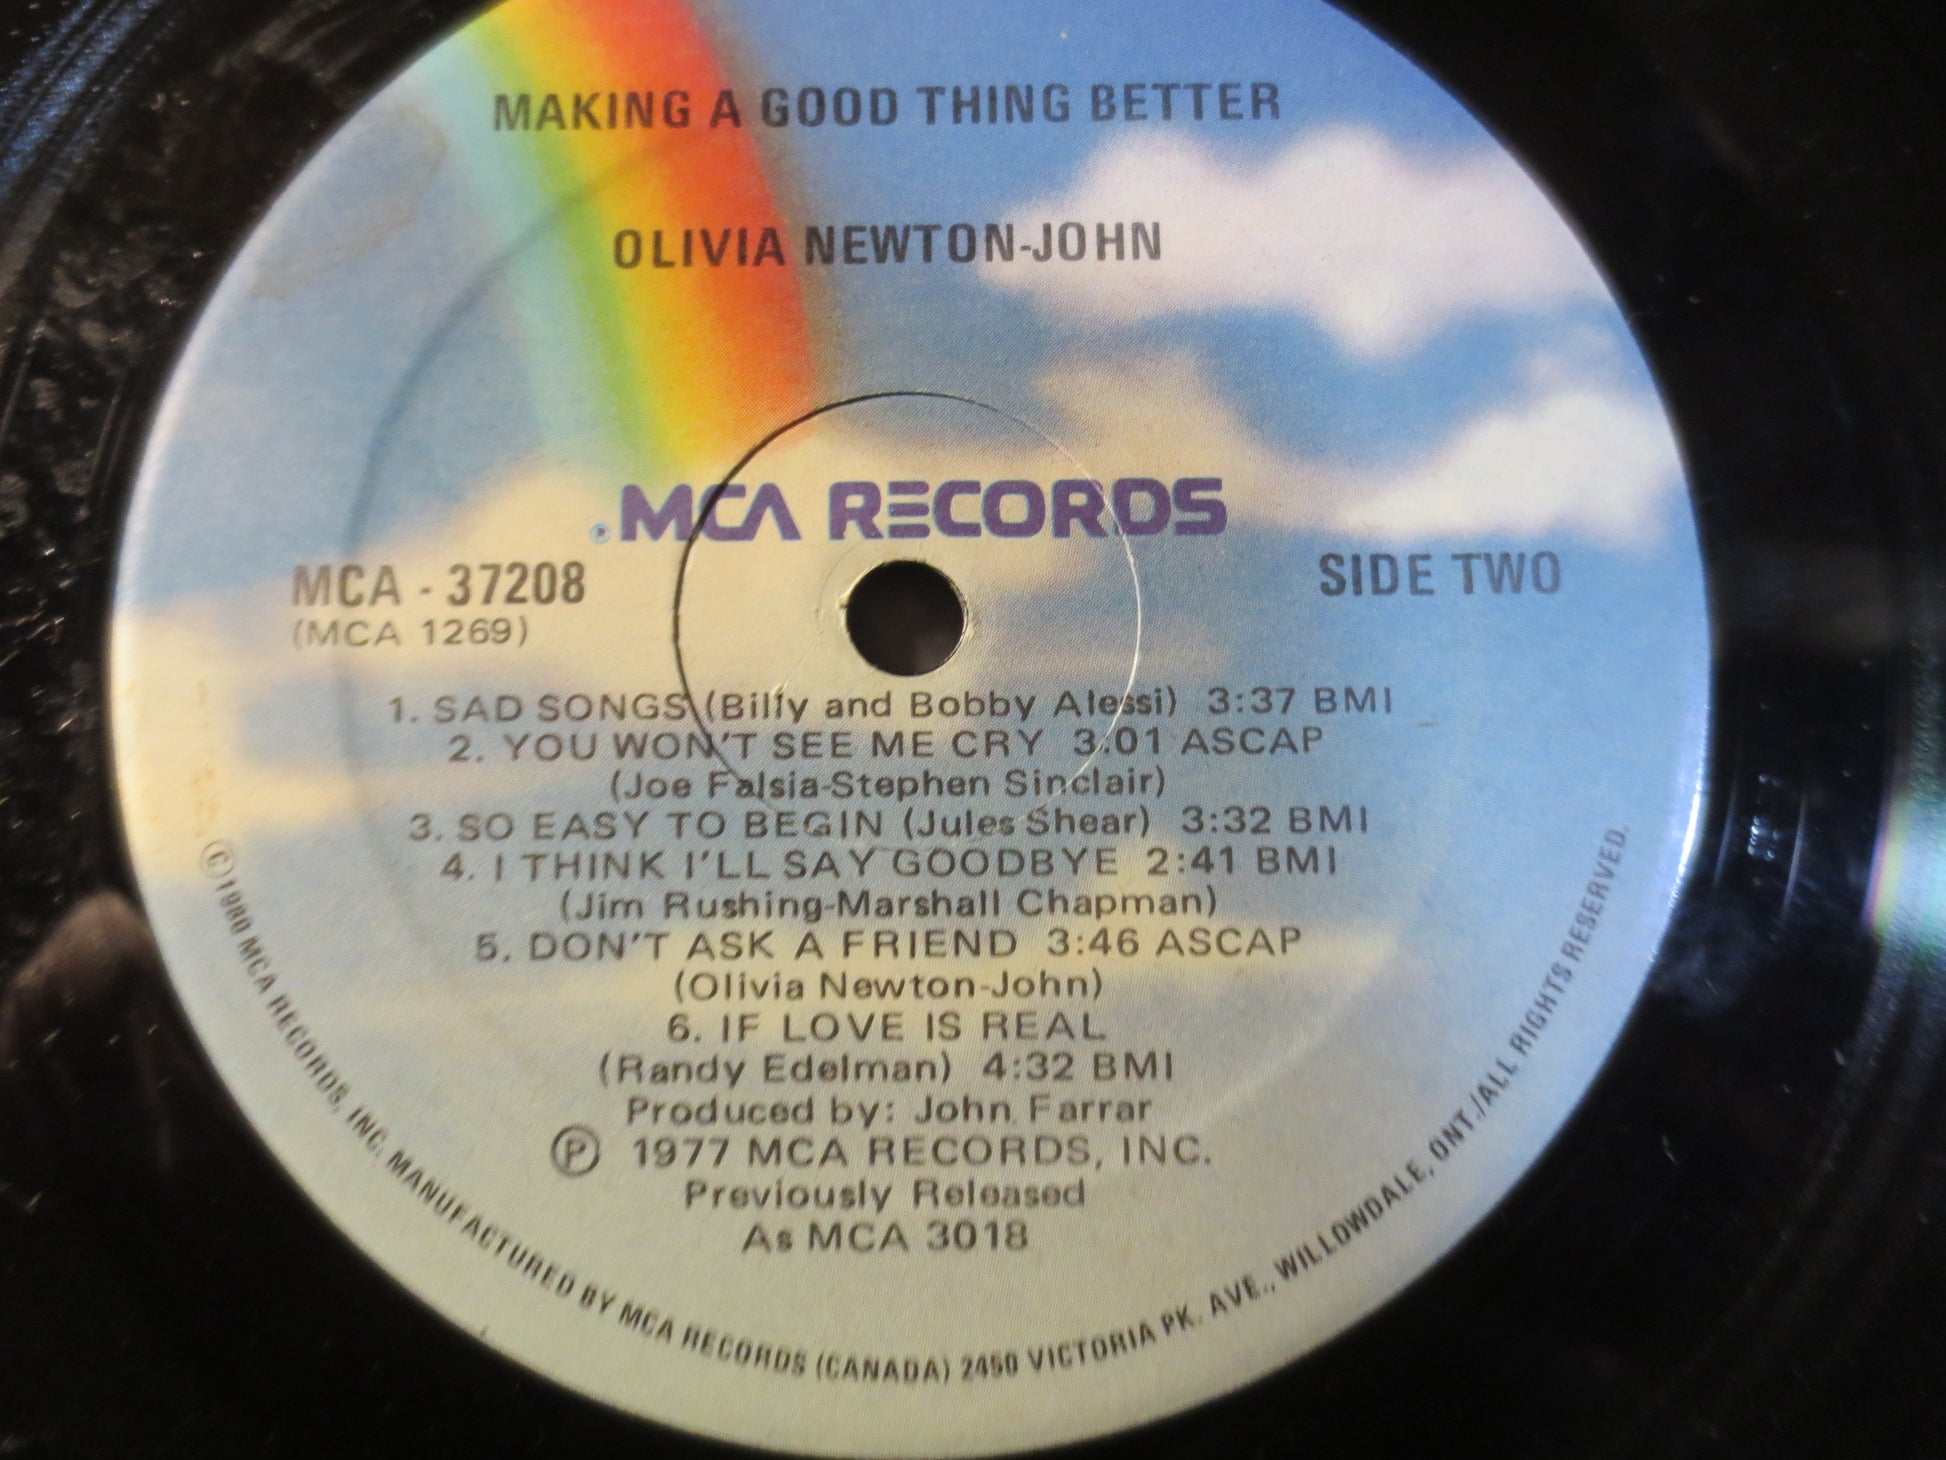 MAKING A GOOD THING BETTER
OLIVIA NEWTON-JOHN
MCA RECORDS
MCA - 37208
(MCA 1269)
SIDE TWO
1. SAD SONGS (Billy and Bobby Alessi) 3:37 BMI
2. YOU WON'T SEE ME CRY 3:01 ASCAP
(Joe Falsia-Stephen Sinclair)
3. SO EASY TO BEGIN (Jules Shear) 3:32 BMI
4. I THINK I'LL SAY GOODBYE 2:41 BMI
(Jim Rushing-Marshall Chapman)
5. DON'T ASK A FRIEND 3:46 ASCAP
(Olivia Newton-John)
6. IF LOVE IS REAL
(Randy Edelman) 4:32 BMI
Produced by: John Farrar
Ⓟ 1977 MCA RECORDS, INC.
Previously Released
As MCA 3018
©1980 MCA RECORDS, INC. MANUFACTURED BY MCA RECORDS (CANADA) 2450 VICTORIA PK. AVE., WILLOWDALE, ONT./ALL RIGHTS RESERVED.